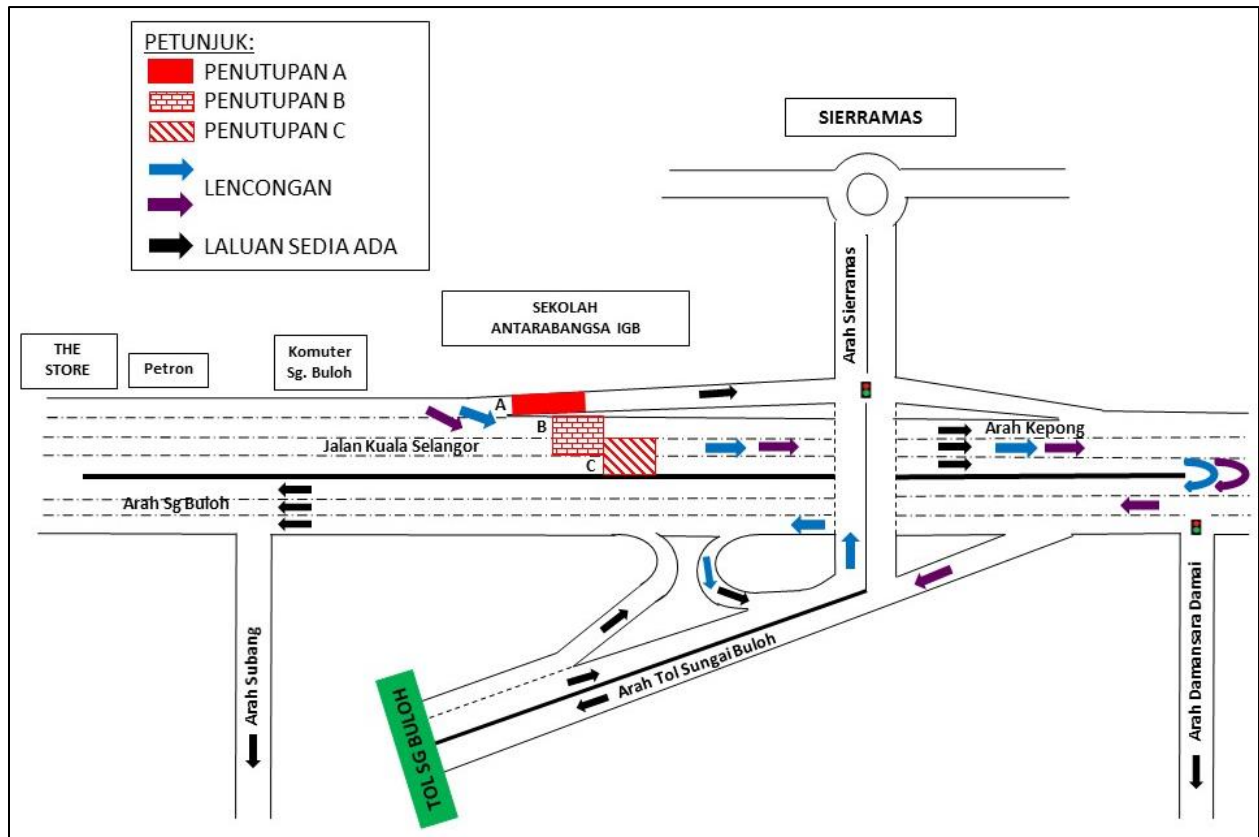 PETUNJUK:
PENUTUPAN A
PENUTUPAN B
PENUTUPAN C
LENCONGAN
LALUAN SEDIA ADA
SIERRAMAS
SEKOLAH
ANTARABANGSA IGB
THE
STORE
Petron
Komuter
Sg. Buloh
Arah Sierramas
A
B
C
Jalan Kuala Selangor
Arah Kepong
Arah Sg Buloh
Arah Subang
TOL SG BULOH
Arah Tol Sungai Buloh
Arah Damansara Damai